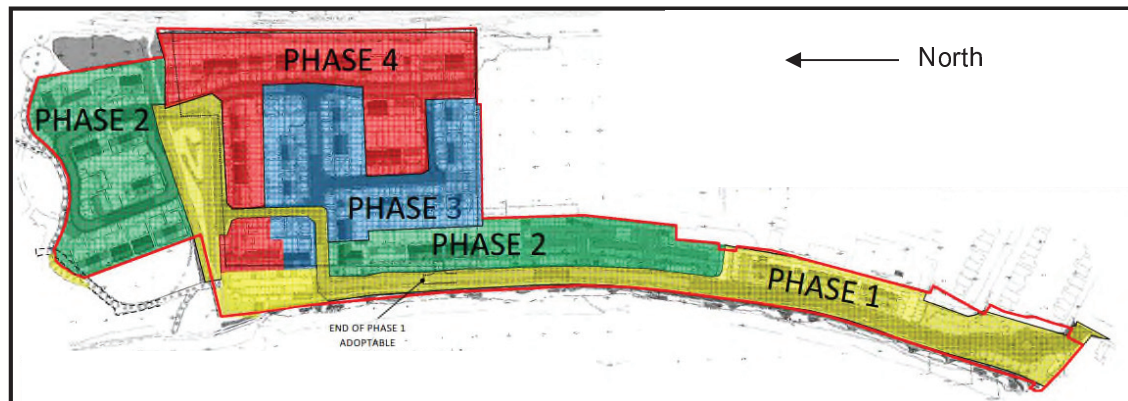 PHASE 4
North
PHASE 2
PHASE 3
PHASE 2
PHASE 1
END OF PHASE 1
ADOPTABLE